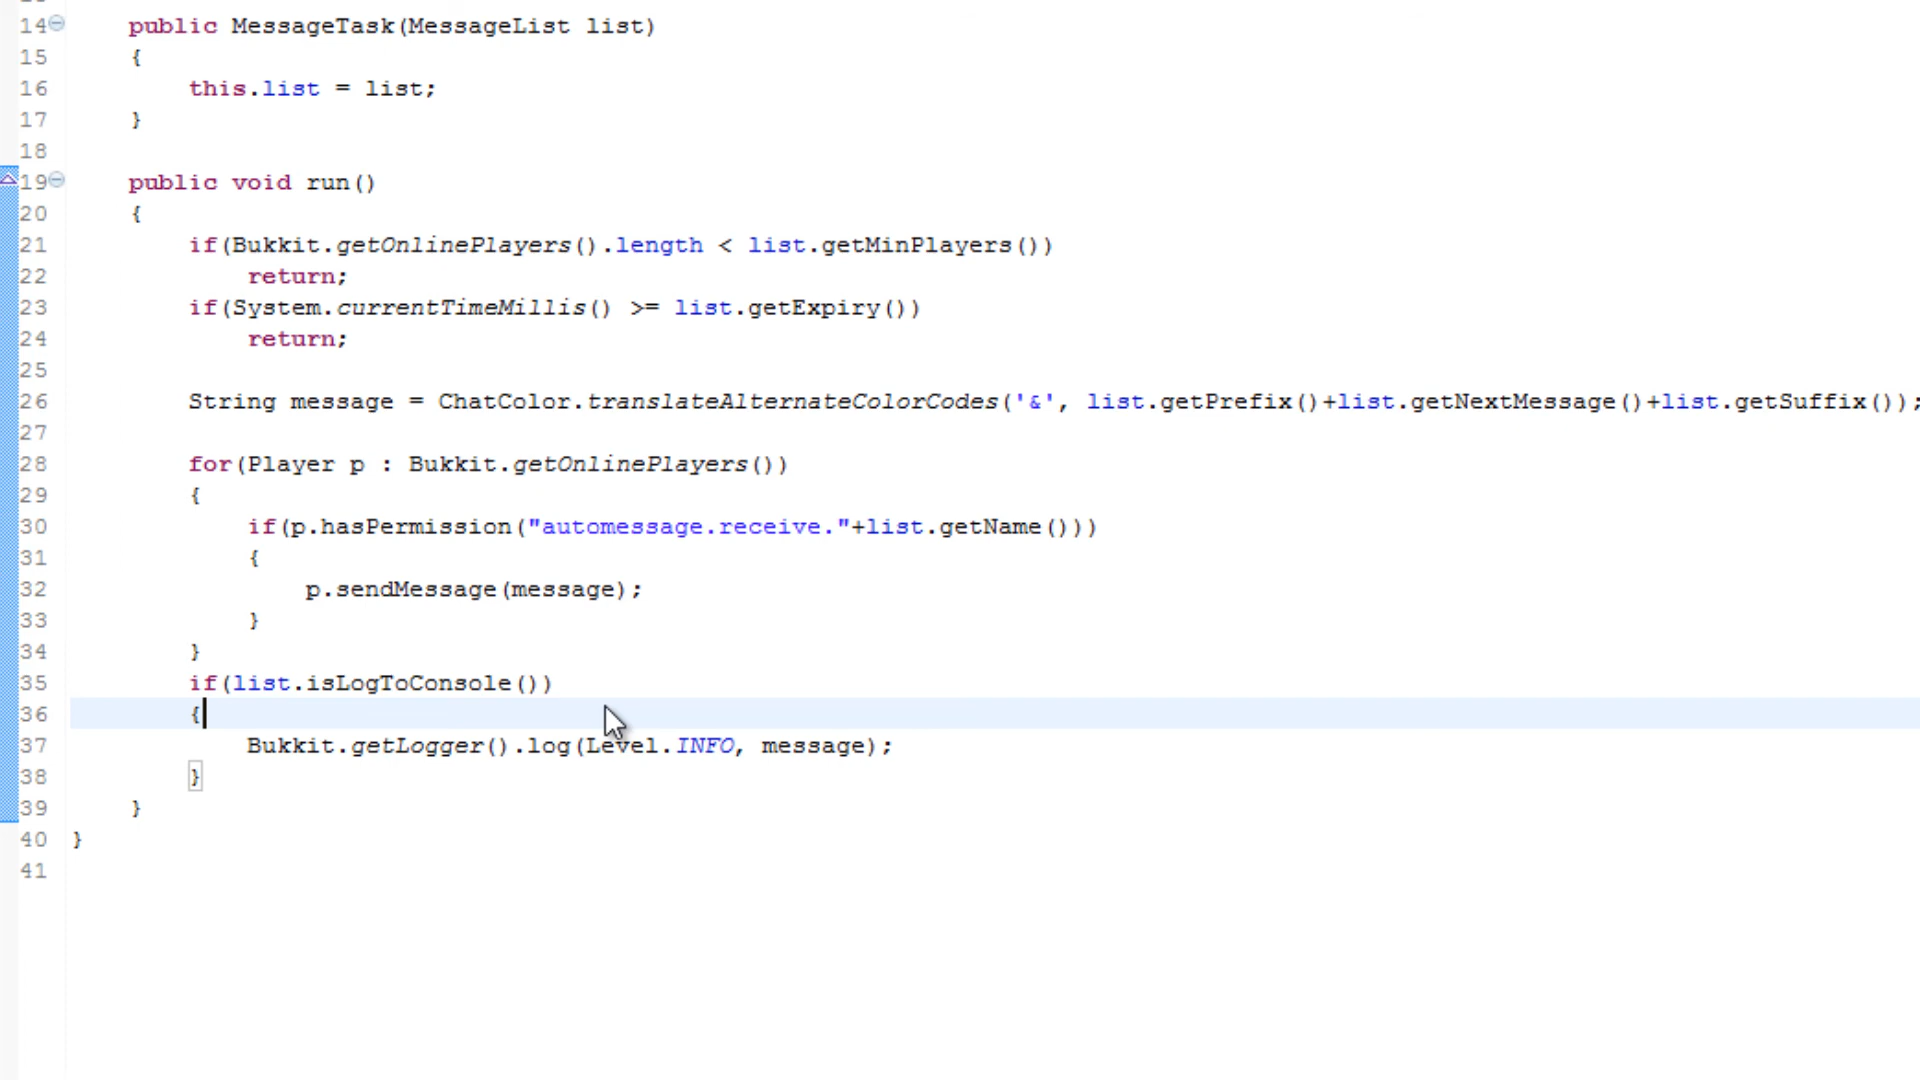 14    public MessageTask(MessageList list)
15    {
16        this.list = list;
17    }
18
19    public void run()
20    {
21        if(Bukkit.getOnlinePlayers().length < list.getMinPlayers())
22            return;
23        if(System.currentTimeMillis() >= list.getExpiry())
24            return;
25
26        String message = ChatColor.translateAlternateColorCodes('&', list.getPrefix()+list.getNextMessage()+list.getSuffix());
27
28        for(Player p : Bukkit.getOnlinePlayers())
29        {
30            if(p.hasPermission("automessage.receive."+list.getName()))
31            {
32                p.sendMessage(message);
33            }
34        }
35        if(list.isLogToConsole())
36        {
37            Bukkit.getLogger().log(Level.INFO, message);
38        }
39    }
40 }
41